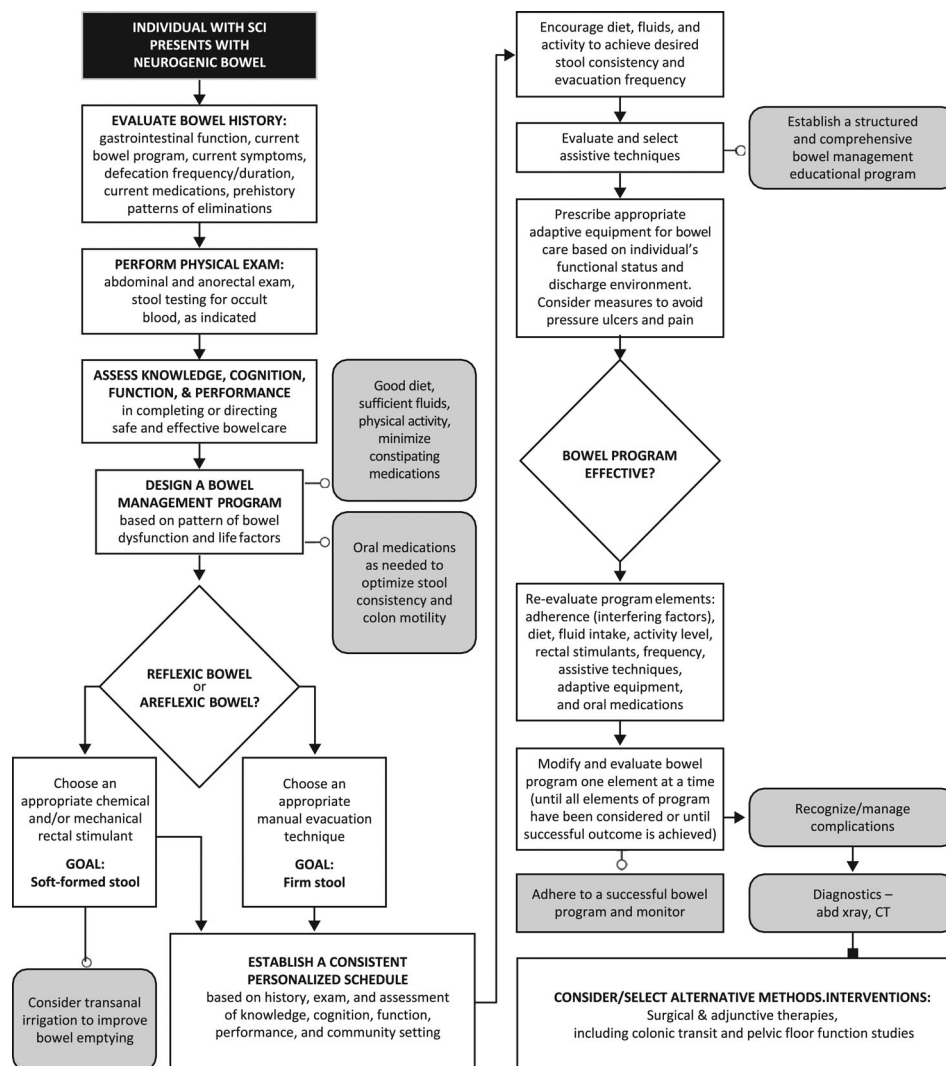 INDIVIDUAL WITH SCI
PRESENTS WITH
NEUROGENIC BOWEL
EVALUATE BOWEL HISTORY:
gastrointestinal function, current
bowel program, current symptoms,
defecation frequency/duration,
current medications, prehistory
patterns of eliminations
PERFORM PHYSICAL EXAM:
abdominal and anorectal exam,
stool testing for occult
blood, as indicated
ASSESS KNOWLEDGE, COGNITION,
FUNCTION, & PERFORMANCE
in completing or directing
safe and effective bowelcare
Good diet,
sufficient fluids,
physical activity,
minimize
constipating
medications
DESIGN A BOWEL
MANAGEMENT PROGRAM
based on pattern of bowel
dysfunction and life factors
Oral medications
as needed to
optimize stool
consistency and
colon motility
REFLEXIC BOWEL
or
AREFLEXIC BOWEL?
Choose an
appropriate chemical
and/or mechanical
rectal stimulant
GOAL:
Soft-formed stool
Choose an
appropriate
manual evacuation
technique
GOAL:
Firm stool
Consider transanal
irrigation to improve
bowel emptying
ESTABLISH A CONSISTENT
PERSONALIZED SCHEDULE
based on history, exam, and assessment
of knowledge, cognition, function,
performance, and community setting
Encourage diet, fluids, and
activity to achieve desired
stool consistency and
evacuation frequency
Evaluate and select
assistive techniques
Establish a structured
and comprehensive
bowel management
educational program
Prescribe appropriate
adaptive equipment for bowel
care based on individual's
functional status and
discharge environment.
Consider measures to avoid
pressure ulcers and pain
BOWEL PROGRAM
EFFECTIVE?
Re-evaluate program elements:
adherence (interfering factors),
diet, fluid intake, activity level,
rectal stimulants, frequency,
assistive techniques,
adaptive equipment,
and oral medications
Modify and evaluate bowel
program one element at a time
(until all elements of program
have been considered or until
successful outcome is achieved)
Recognize/manage
complications
Adhere to a successful bowel
program and monitor
Diagnostics –
abd xray, CT
CONSIDER/SELECT ALTERNATIVE METHODS.INTERVENTIONS:
Surgical & adjunctive therapies,
including colonic transit and pelvic floor function studies